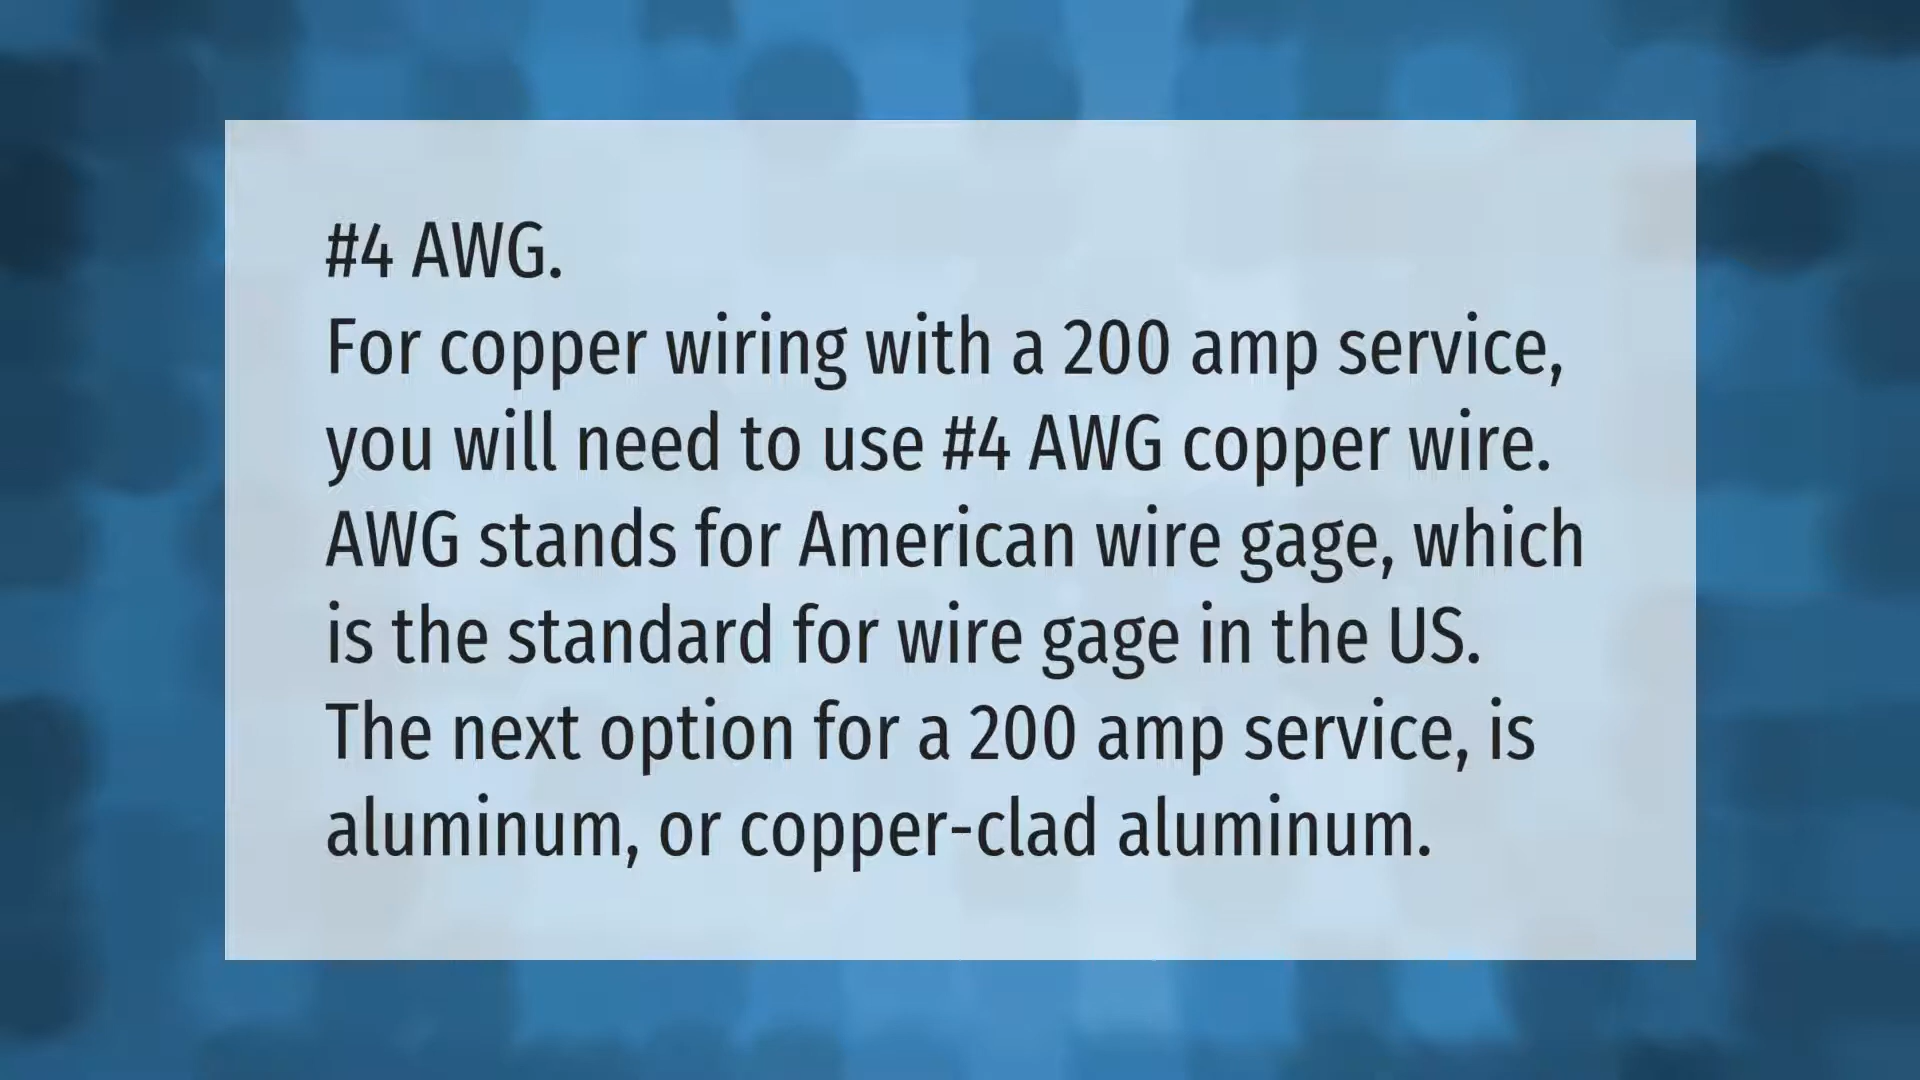 #4 AWG.
For copper wiring with a 200 amp service,
you will need to use #4 AWG copper wire.
AWG stands for American wire gage, which
is the standard for wire gage in the US.
The next option for a 200 amp service, is
aluminum, or copper-clad aluminum.